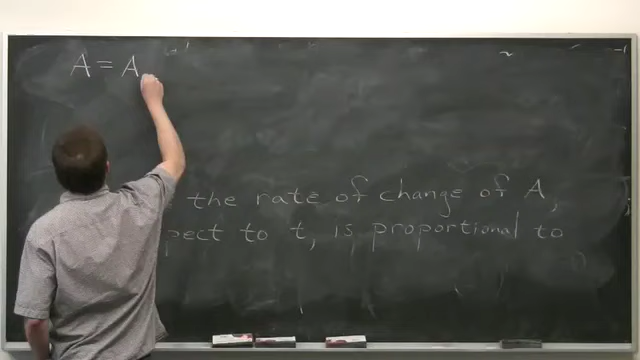 A = A
the rate of change of A,
pect to t, is proportional to